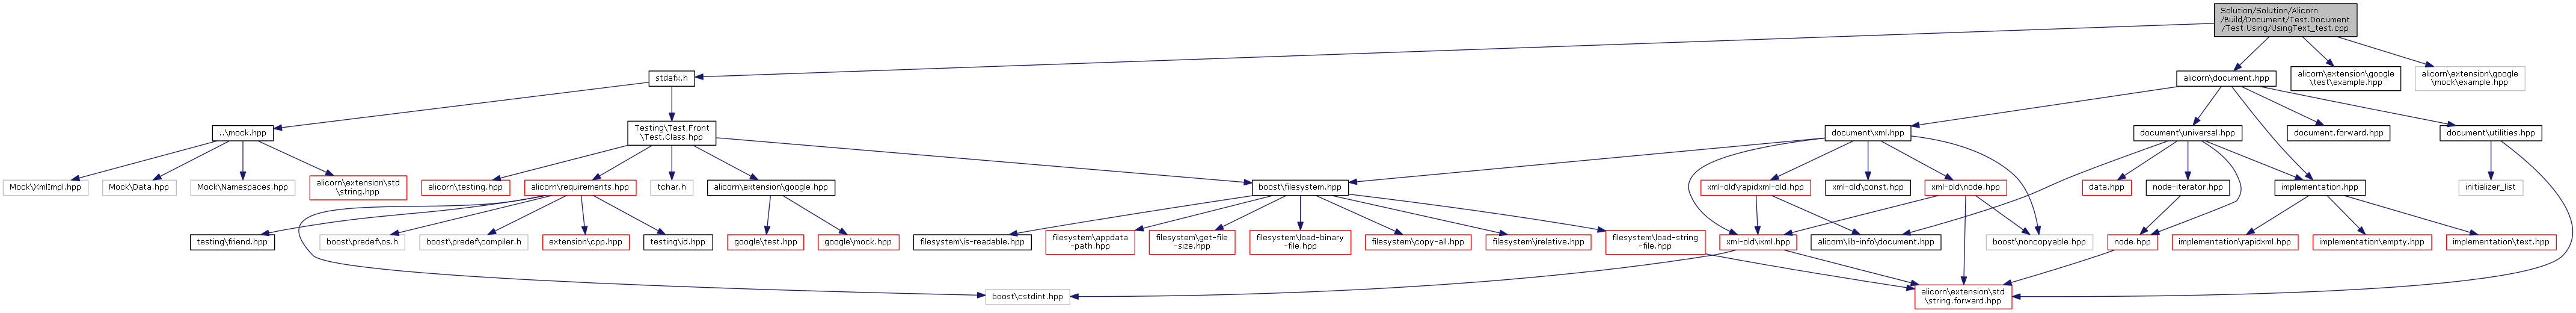 Solution/Solution/Alicorn
/Build/Document/Test.Document
/Test.Using/UsingText_test.cpp
stdafx.h
alicorn\document.hpp
alicorn\extension\google
\test\example.hpp
alicorn\extension\google
\mock\example.hpp
..\mock.hpp
Testing\Test.Front
\Test.Class.hpp
document\xml.hpp
document\universal.hpp
document.forward.hpp
document\utilities.hpp
Mock\XmlImpl.hpp
Mock\Data.hpp
Mock\Namespaces.hpp
alicorn\extension\std
\string.hpp
alicorn\testing.hpp
alicorn\requirements.hpp
tchar.h
alicorn\extension\google.hpp
boost\filesystem.hpp
xml-old\rapidxml-old.hpp
xml-old\const.hpp
xml-old\node.hpp
data.hpp
node-iterator.hpp
implementation.hpp
initializer_list
testing\friend.hpp
boost\predef\os.h
boost\predef\compiler.h
extension\cpp.hpp
testing\id.hpp
google\test.hpp
google\mock.hpp
filesystem\is-readable.hpp
filesystem\appdata
-path.hpp
filesystem\get-file
-size.hpp
filesystem\load-binary
-file.hpp
filesystem\copy-all.hpp
filesystem\irelative.hpp
filesystem\load-string
-file.hpp
xml-old\ixml.hpp
alicorn\lib-info\document.hpp
boost\noncopyable.hpp
node.hpp
implementation\rapidxml.hpp
implementation\empty.hpp
implementation\text.hpp
boost\cstdint.hpp
alicorn\extension\std
\string.forward.hpp